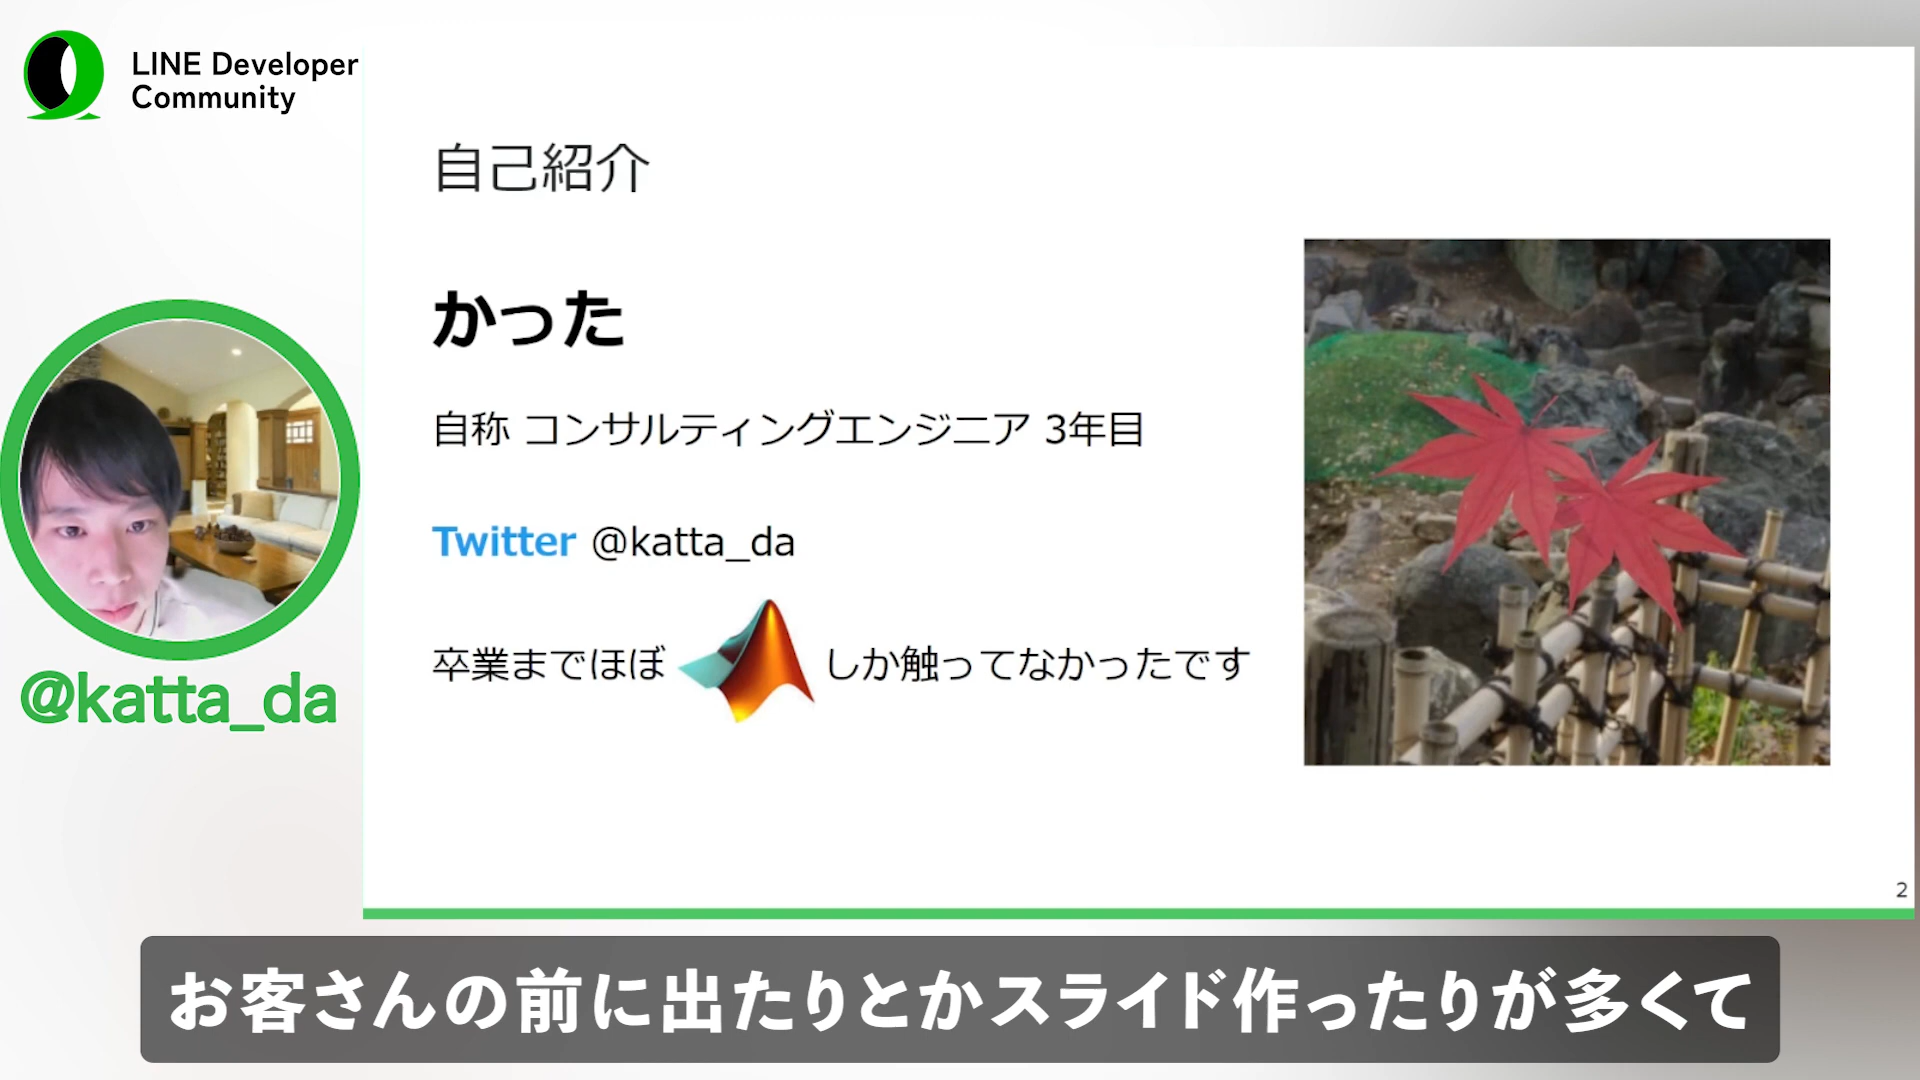 LINE Developer
Community
自己紹介
かった
自称 コンサルティングエンジニア 3年目
Twitter @katta_da
卒業までほぼ しか触ってなかったです
@katta_da
2
お客さんの前に出たりとかスライド作ったりが多くて